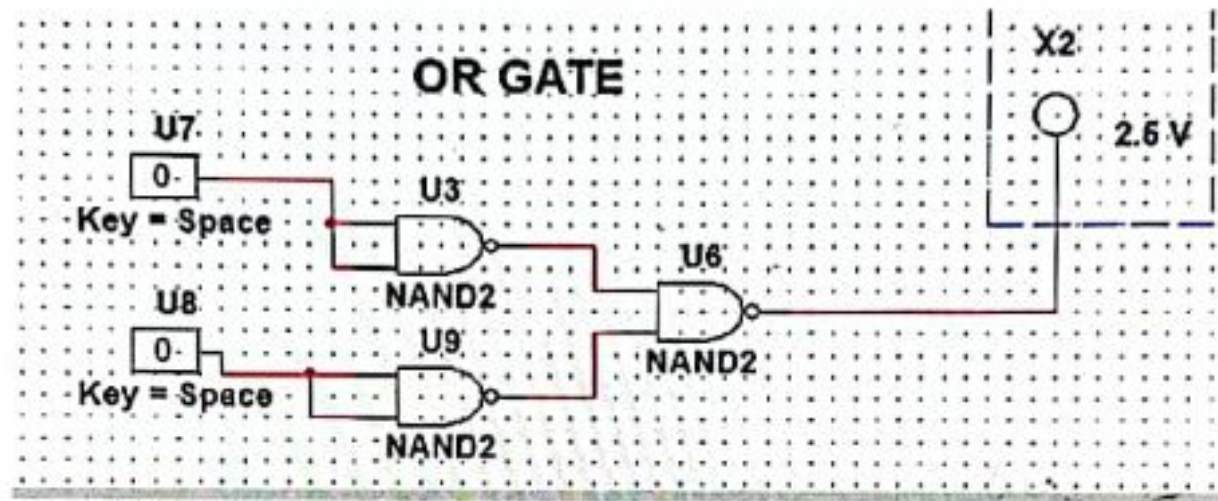 X2
OR GATE
2.5 V
U7
0
Key = Space
U3
NAND2
U6
NAND2
U8
0
Key = Space
U9
NAND2